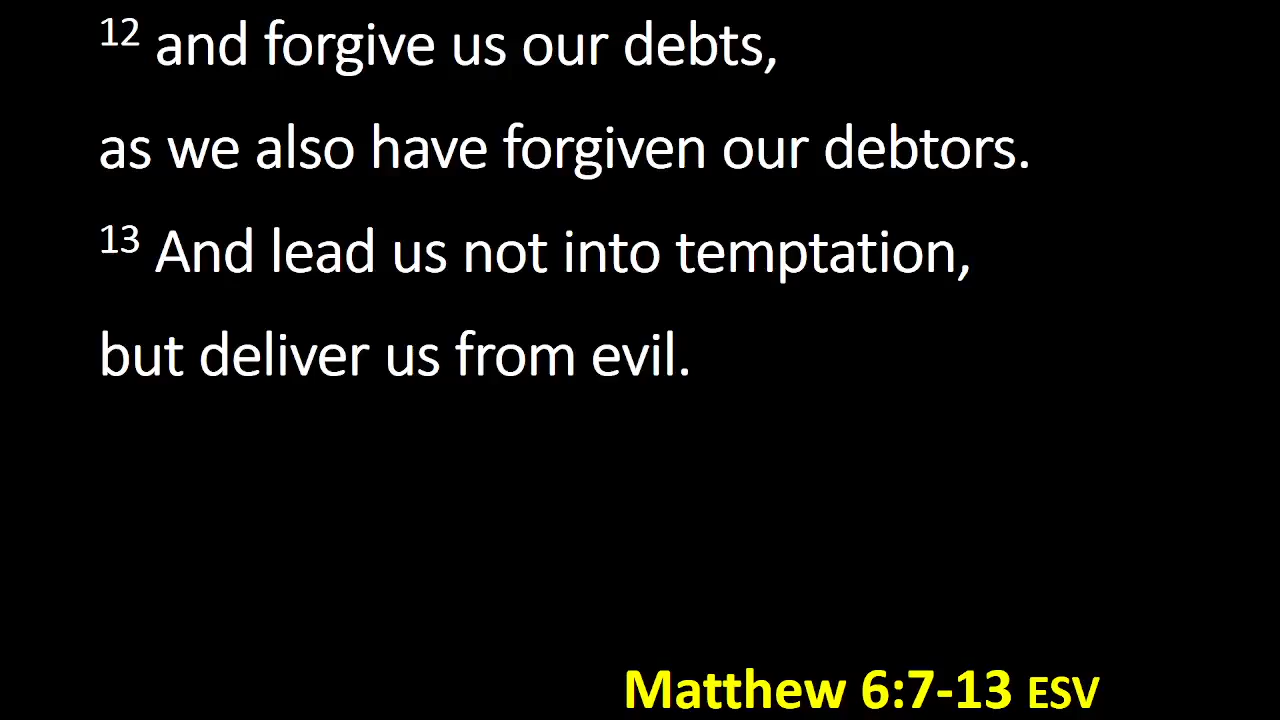 12 and forgive us our debts,
as we also have forgiven our debtors.
13 And lead us not into temptation,
but deliver us from evil.
Matthew 6:7-13 ESV